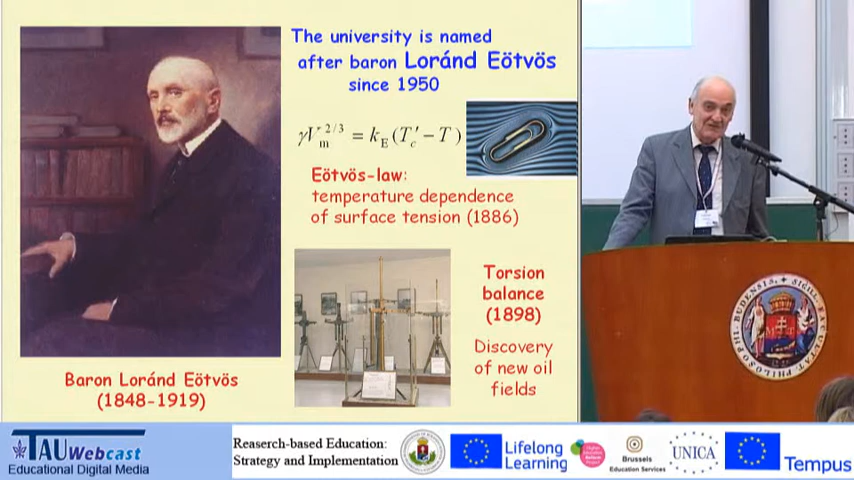 The university is named
after baron Loránd Eötvös
since 1950
γV_m^{2/3} = k_E(T'_c − T)
Eötvös-law:
temperature dependence
of surface tension (1886)
Torsion
balance
(1898)
Discovery
of new oil
fields
Baron Loránd Eötvös
(1848-1919)
TAUWebcast
Educational Digital Media
Reaserch-based Education:
Strategy and Implementation
Lifelong
Learning
Brussels
Education Services
UNICA
Tempus